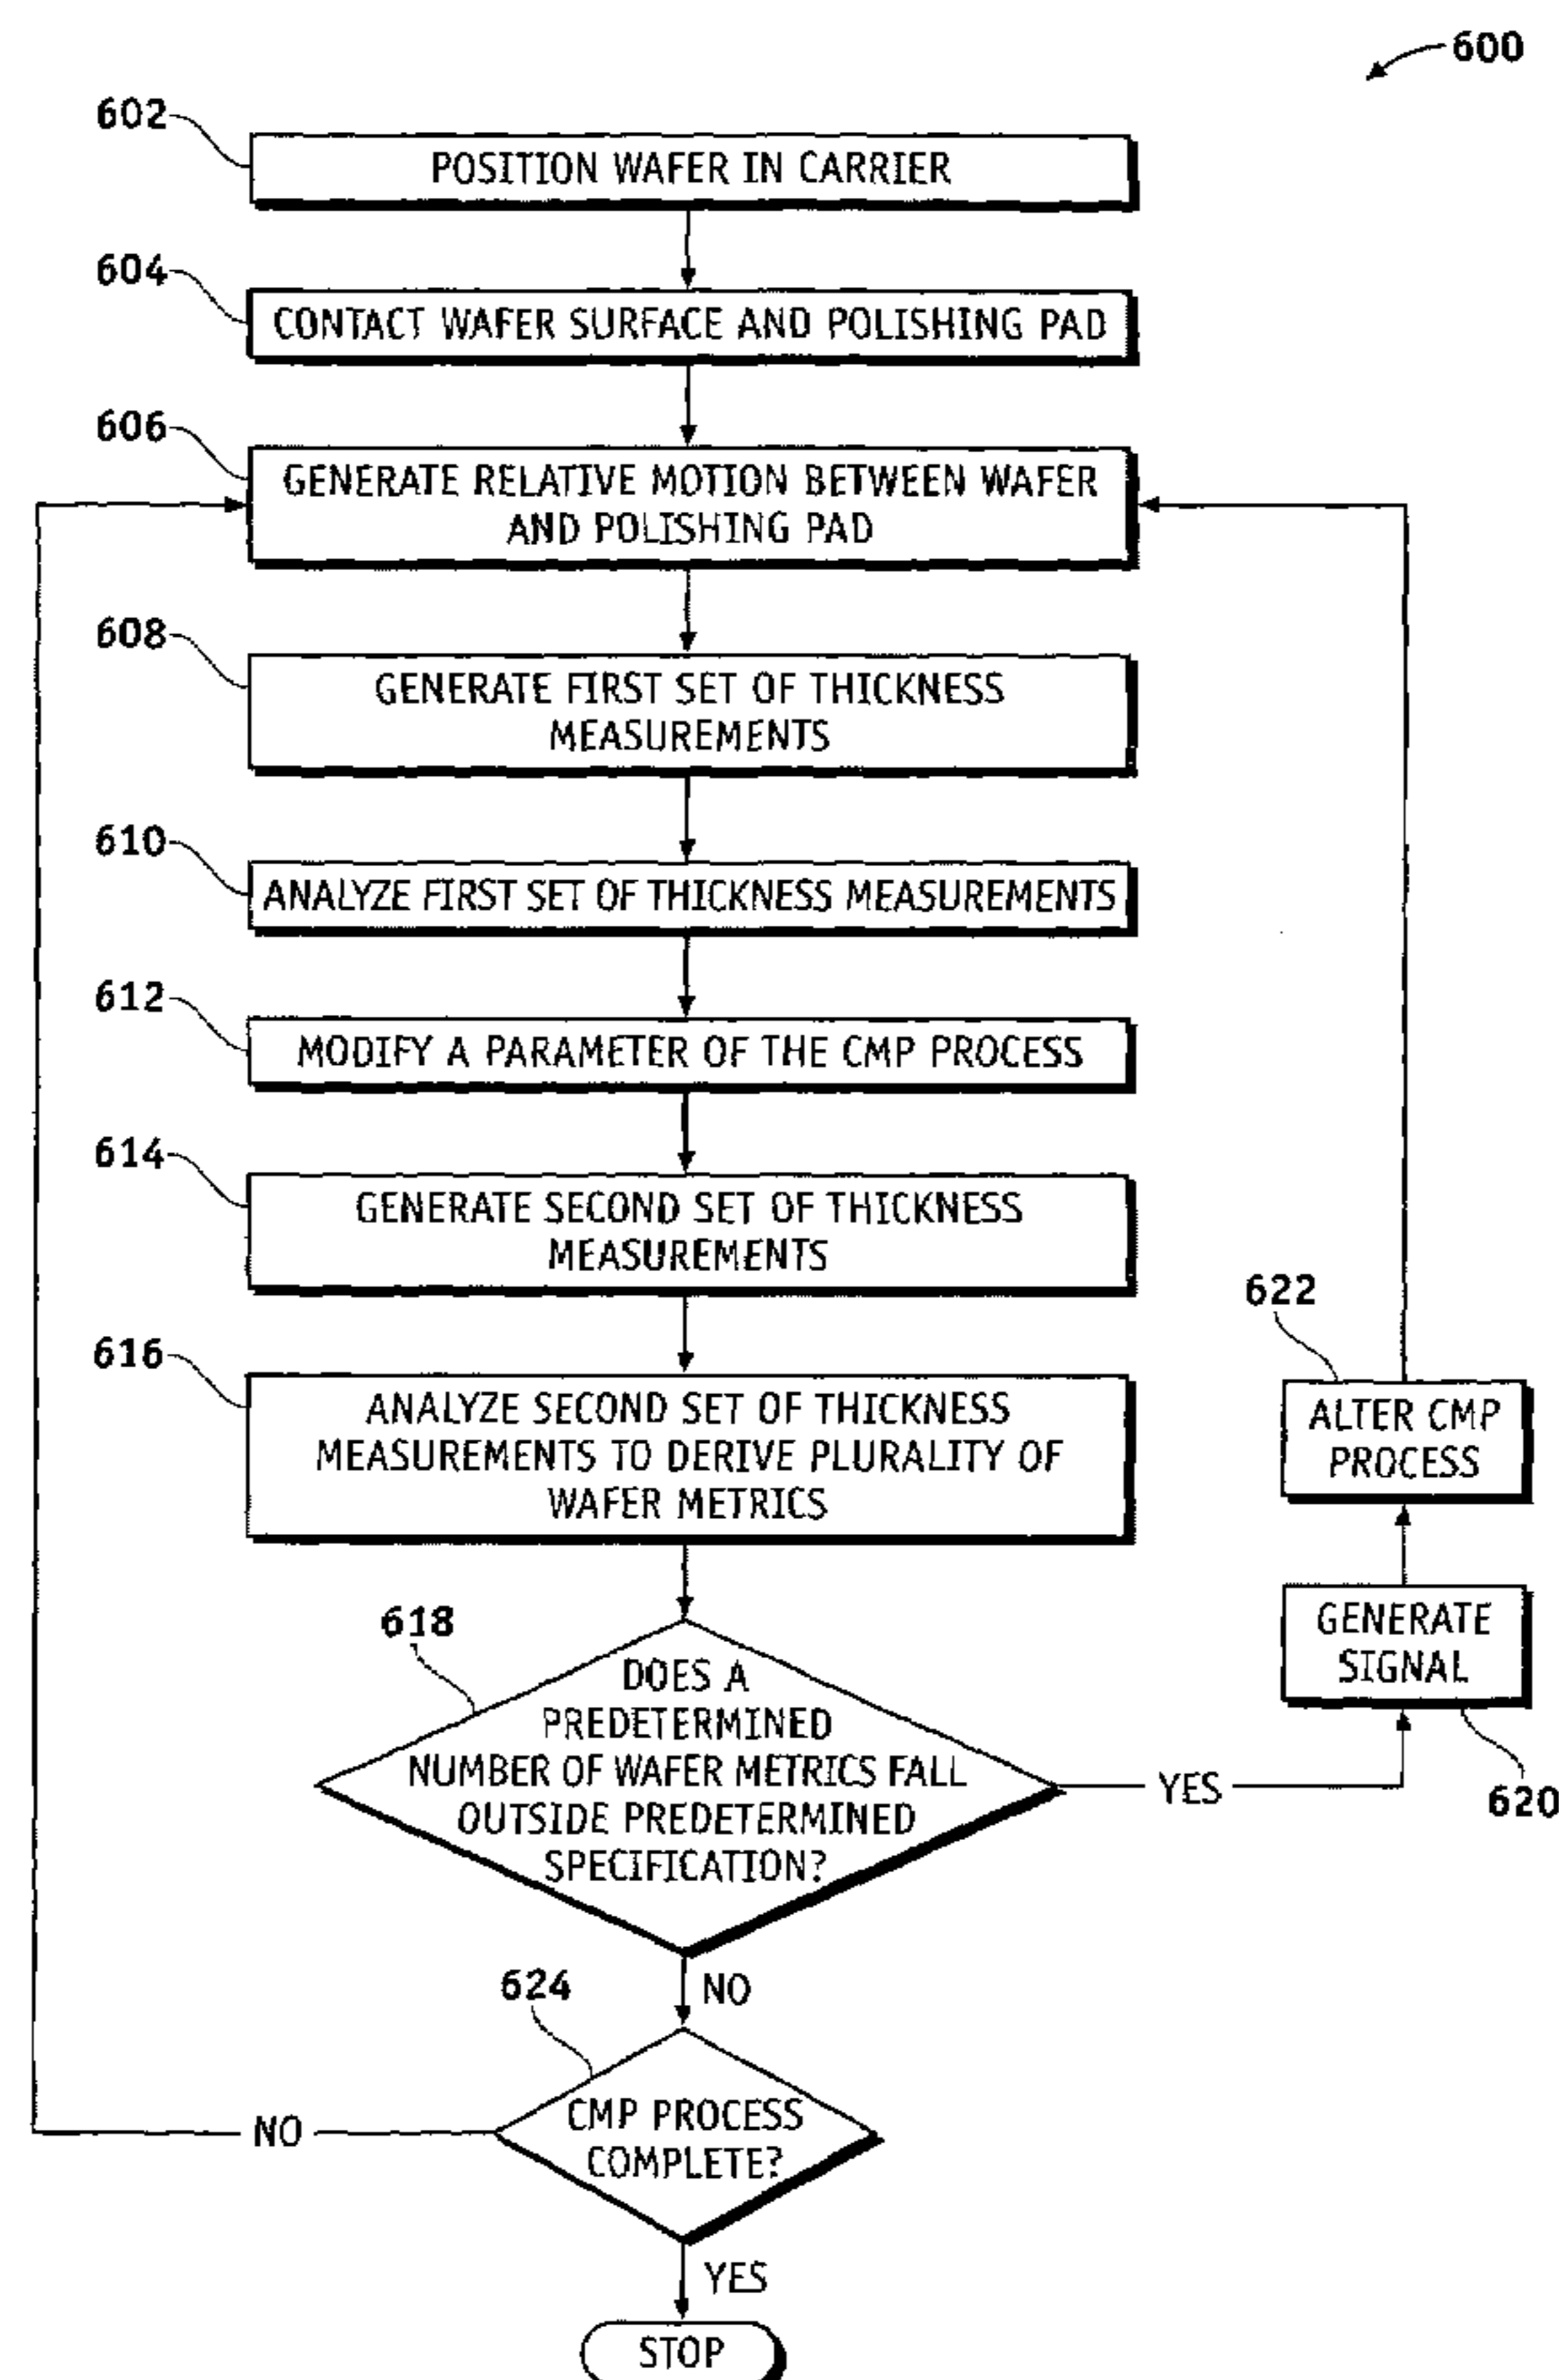 600
602
POSITION WAFER IN CARRIER
604
CONTACT WAFER SURFACE AND POLISHING PAD
606
GENERATE RELATIVE MOTION BETWEEN WAFER
AND POLISHING PAD
608
GENERATE FIRST SET OF THICKNESS
MEASUREMENTS
610
ANALYZE FIRST SET OF THICKNESS MEASUREMENTS
612
MODIFY A PARAMETER OF THE CMP PROCESS
614
GENERATE SECOND SET OF THICKNESS
MEASUREMENTS
616
ANALYZE SECOND SET OF THICKNESS
MEASUREMENTS TO DERIVE PLURALITY OF
WAFER METRICS
618
DOES A
PREDETERMINED
NUMBER OF WAFER METRICS FALL
OUTSIDE PREDETERMINED
SPECIFICATION?
YES
620
GENERATE
SIGNAL
622
ALTER CMP
PROCESS
NO
624
CMP PROCESS
COMPLETE?
NO
YES
STOP